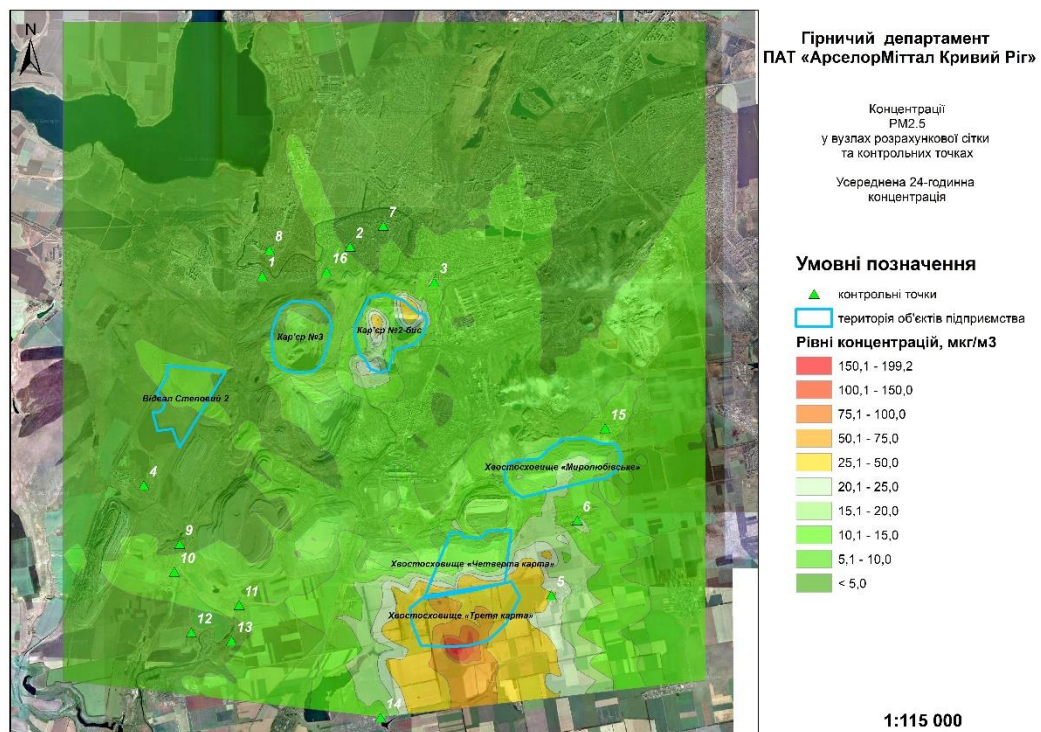 Гірничий департамент
ПАТ «АрселорМіттал Кривий Ріг»
Концентрації
PM2.5
у вузлах розрахункової сітки
та контрольних точках
Усереднена 24-годинна
концентрація
Умовні позначення
контрольні точки
територія об'єктів підприємства
Рівні концентрацій, мкг/м3
150,1 - 199,2
100,1 - 150,0
75,1 - 100,0
50,1 - 75,0
25,1 - 50,0
20,1 - 25,0
15,1 - 20,0
10,1 - 15,0
5,1 - 10,0
< 5,0
1:115 000
N
7
2
8
16
1
3
Кар'єр №3
Кар'єр №2-біс
Відвал Степовий 2
15
Хвостосховище «Миролюбівське»
4
6
9
Хвостосховище «Четверта карта»
10
5
11
Хвостосховище «Третя карта»
12
13
14